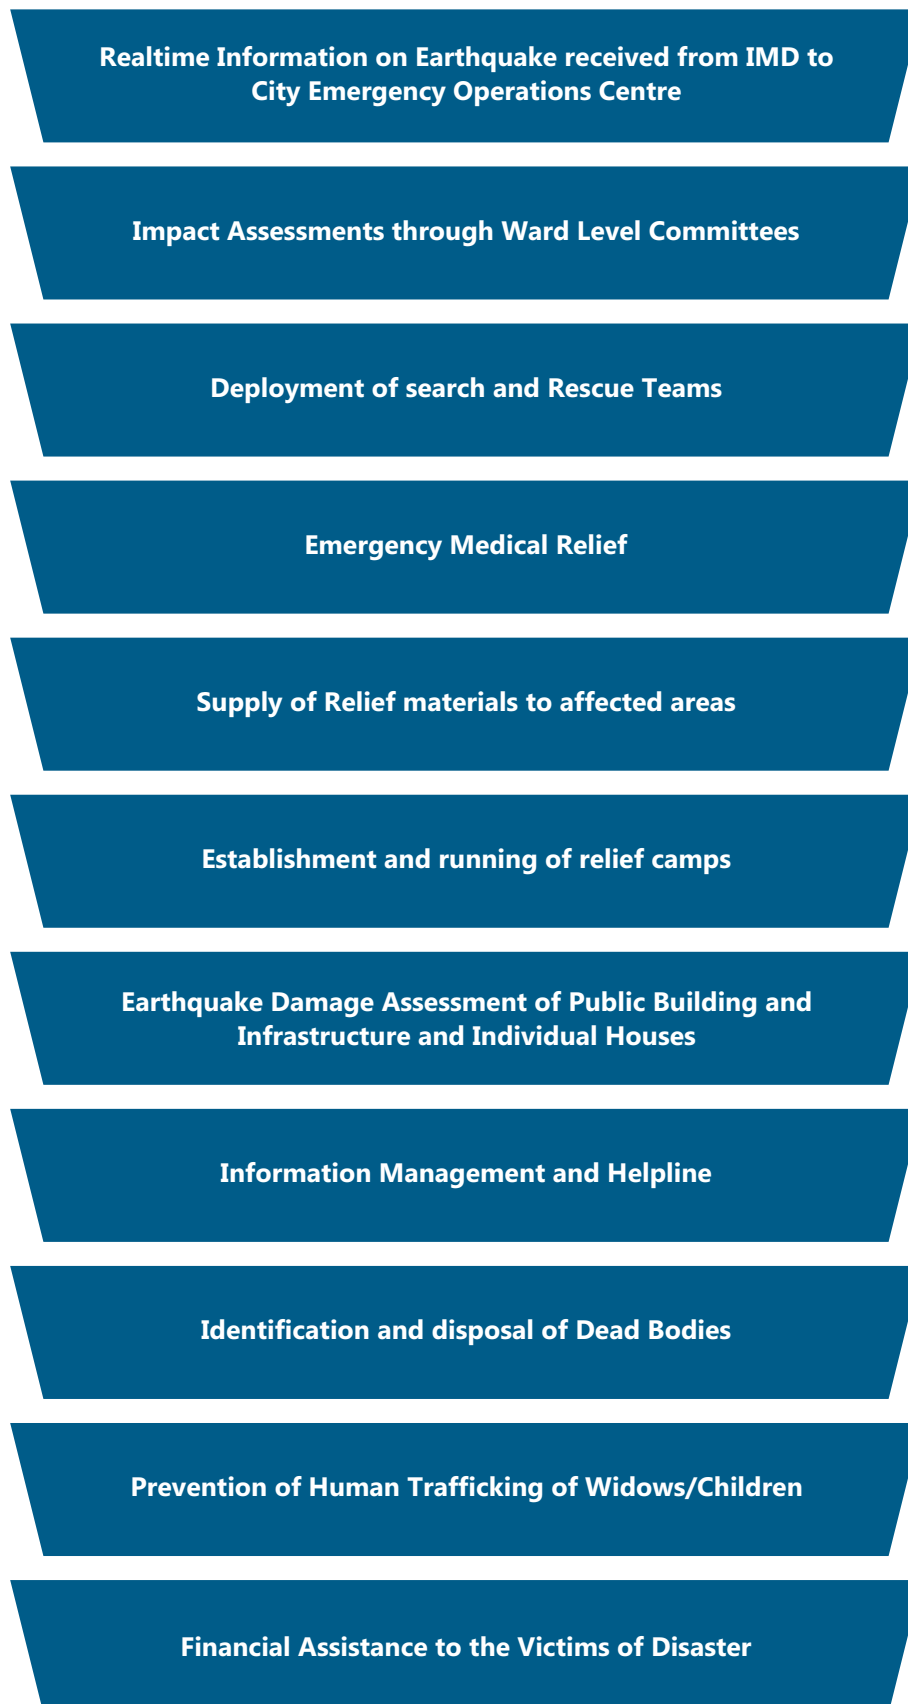 Realtime Information on Earthquake received from IMD to
City Emergency Operations Centre
Impact Assessments through Ward Level Committees
Deployment of search and Rescue Teams
Emergency Medical Relief
Supply of Relief materials to affected areas
Establishment and running of relief camps
Earthquake Damage Assessment of Public Building and
Infrastructure and Individual Houses
Information Management and Helpline
Identification and disposal of Dead Bodies
Prevention of Human Trafficking of Widows/Children
Financial Assistance to the Victims of Disaster